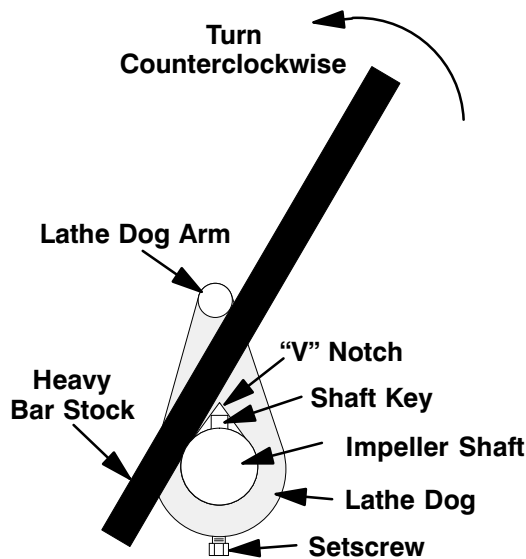 Turn
Counterclockwise
Lathe Dog Arm
“V” Notch
Heavy
Bar Stock
Shaft Key
Impeller Shaft
Lathe Dog
Setscrew